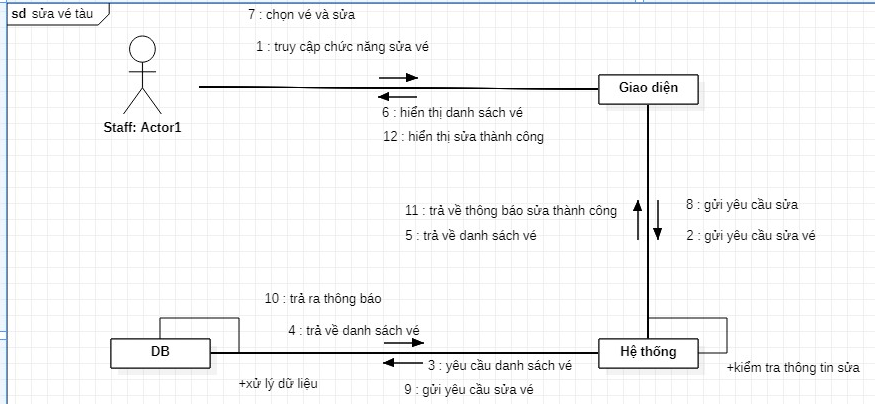 sd sửa vé tàu
7 : chọn vé và sửa
1 : truy cập chức năng sửa vé
Staff: Actor1
Giao diện
6 : hiển thị danh sách vé
12 : hiển thị sửa thành công
11 : trả về thông báo sửa thành công
8 : gửi yêu cầu sửa
5 : trả về danh sách vé
2 : gửi yêu cầu sửa vé
10 : trả ra thông báo
4 : trả về danh sách vé
DB
Hệ thống
3 : yêu cầu danh sách vé
+kiểm tra thông tin sửa
+xử lý dữ liệu
9 : gửi yêu cầu sửa vé